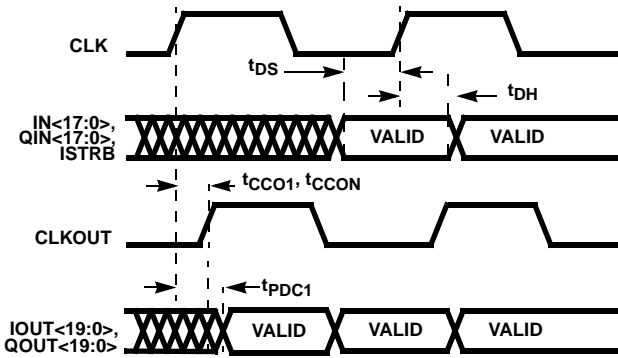 CLK
tDS
tDH
IN<17:0>,
QIN<17:0>,
ISTRB
VALID VALID
tCCO1, tCCON
CLKOUT
tPDC1
IOUT<19:0>,
QOUT<19:0>
VALID VALID VALID